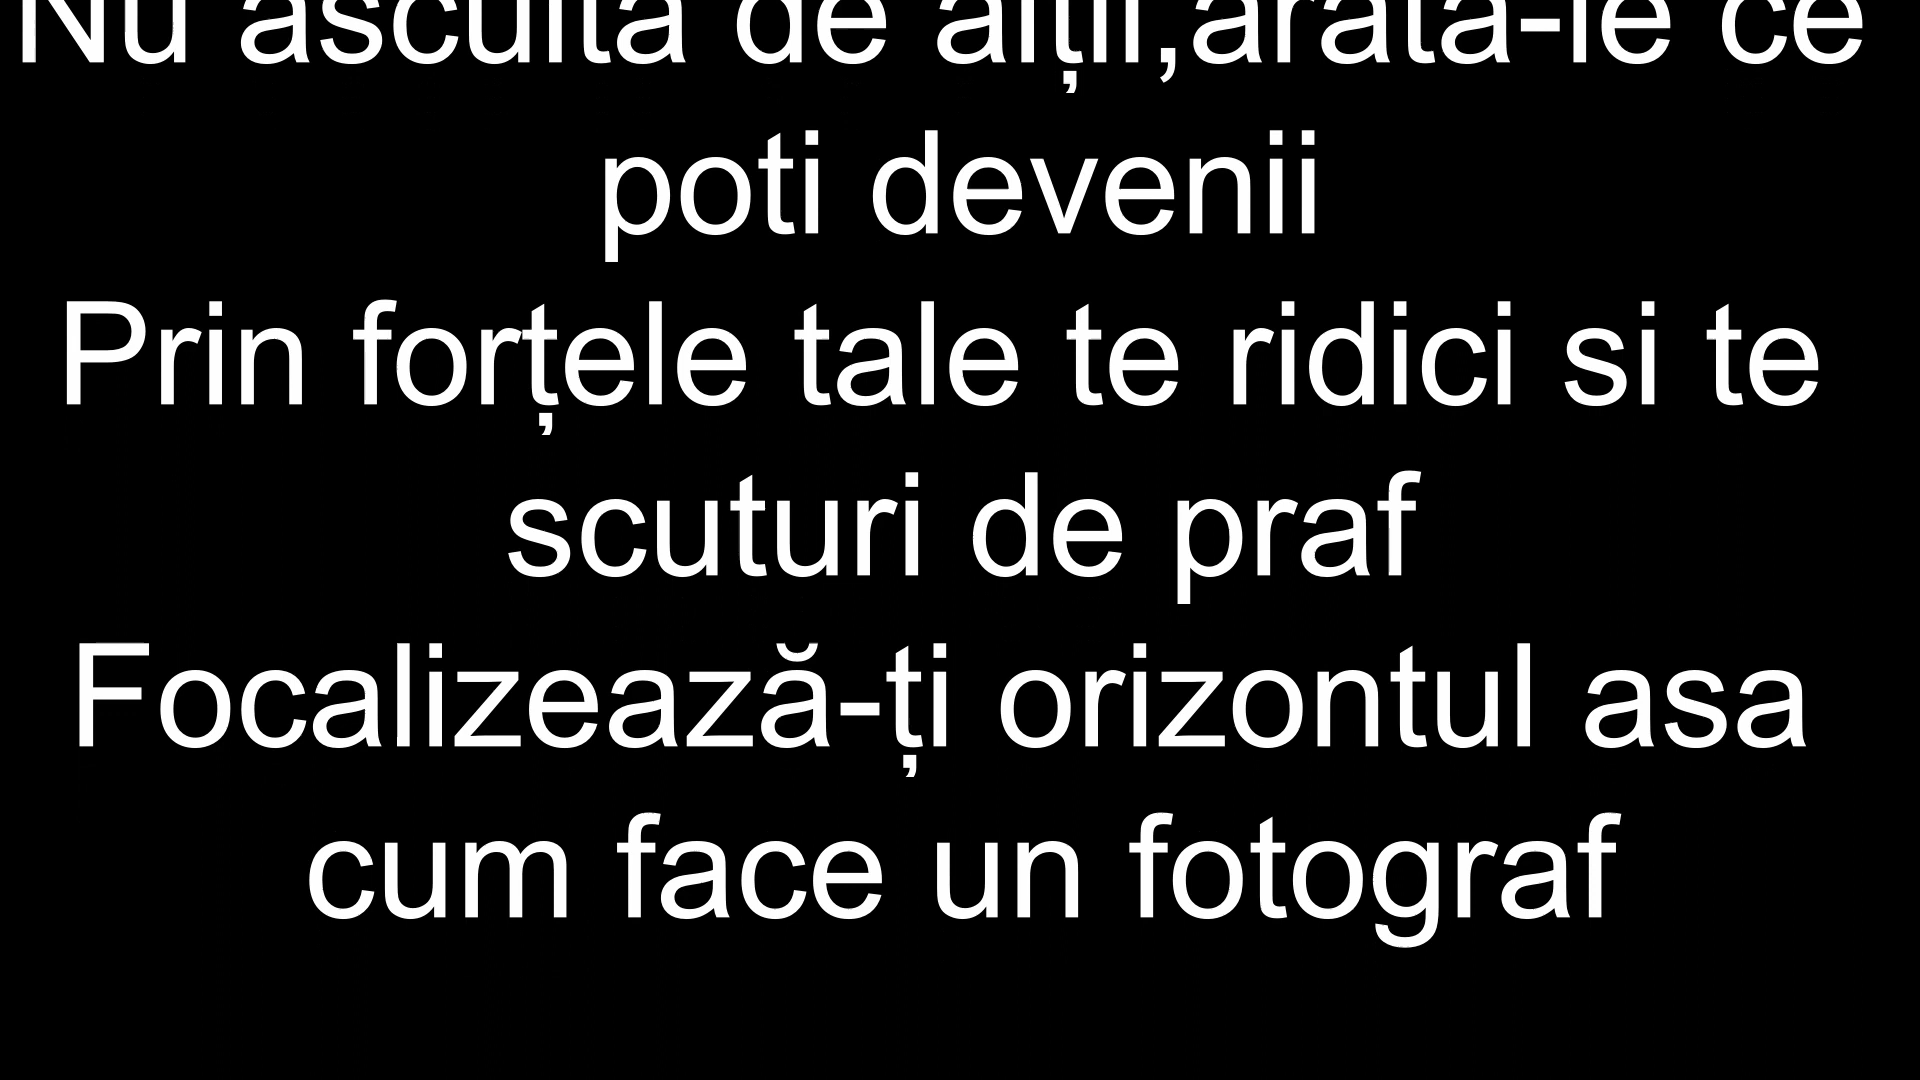 Nu asculta de alții,arata-le ce
poti devenii
Prin forțele tale te ridici si te
scuturi de praf
Focalizează-ți orizontul asa
cum face un fotograf